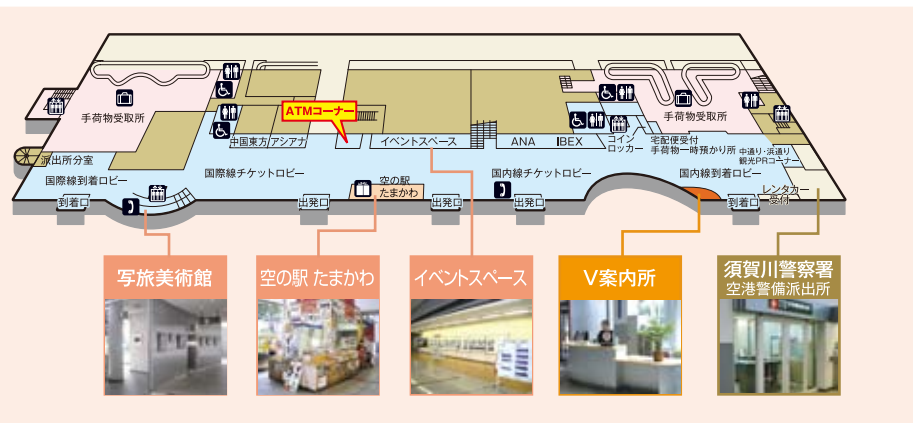 手荷物受取所
ATMコーナー
手荷物受取所
中国東方
アシアナ
イベントスペース
ANA
IBEX
コイン
ロッカー
宅配便受付
手荷物一時預かり所
中通り・浜通り
観光PRコーナー
派出所分室
国際線到着ロビー
国際線チケットロビー
空の駅
たまかわ
国内線チケットロビー
国内線到着ロビー
レンタカー
受付
到着口
出発口
出発口
出発口
到着口
写旅美術館
空の駅 たまかわ
イベントスペース
V案内所
須賀川警察署
空港警備派出所